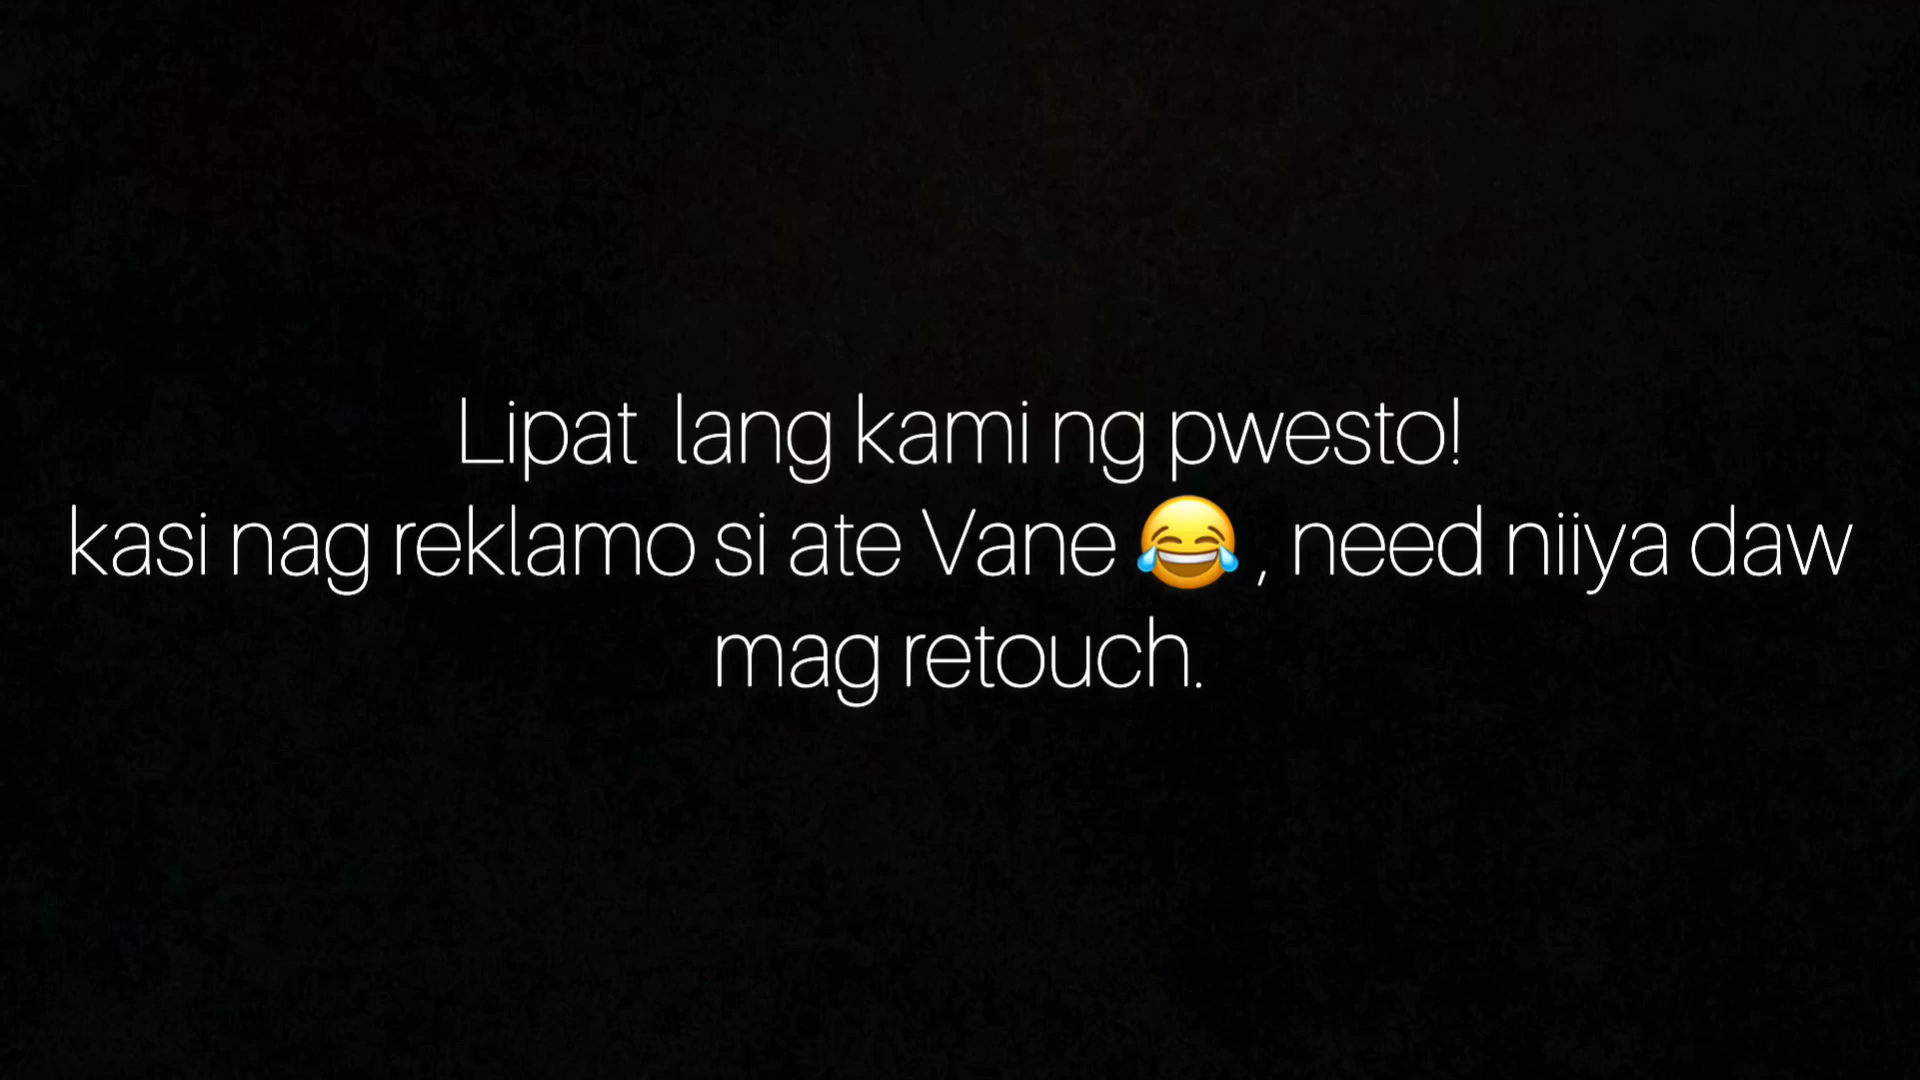 Lipat  lang kami ng pwesto!
kasi nag reklamo si ate Vane 😂 , need niiya daw
mag retouch.